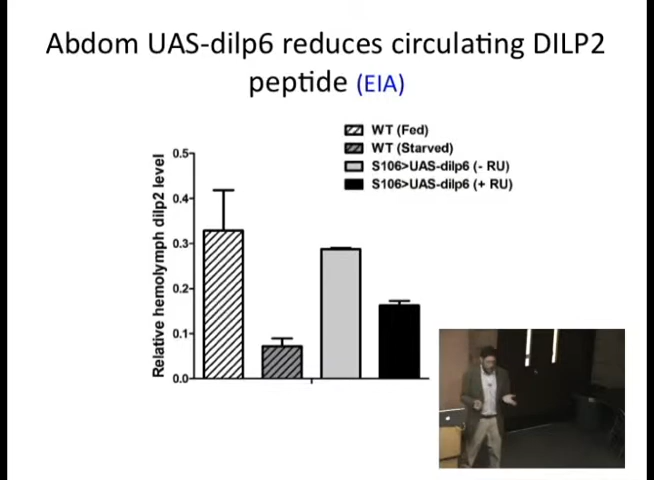 Abdom UAS-dilp6 reduces circulating DILP2
peptide (EIA)
WT (Fed)
WT (Starved)
S106>UAS-dilp6 (- RU)
S106>UAS-dilp6 (+ RU)
Relative hemolymph dilp2 level
0.5
0.4
0.3
0.2
0.1
0.0